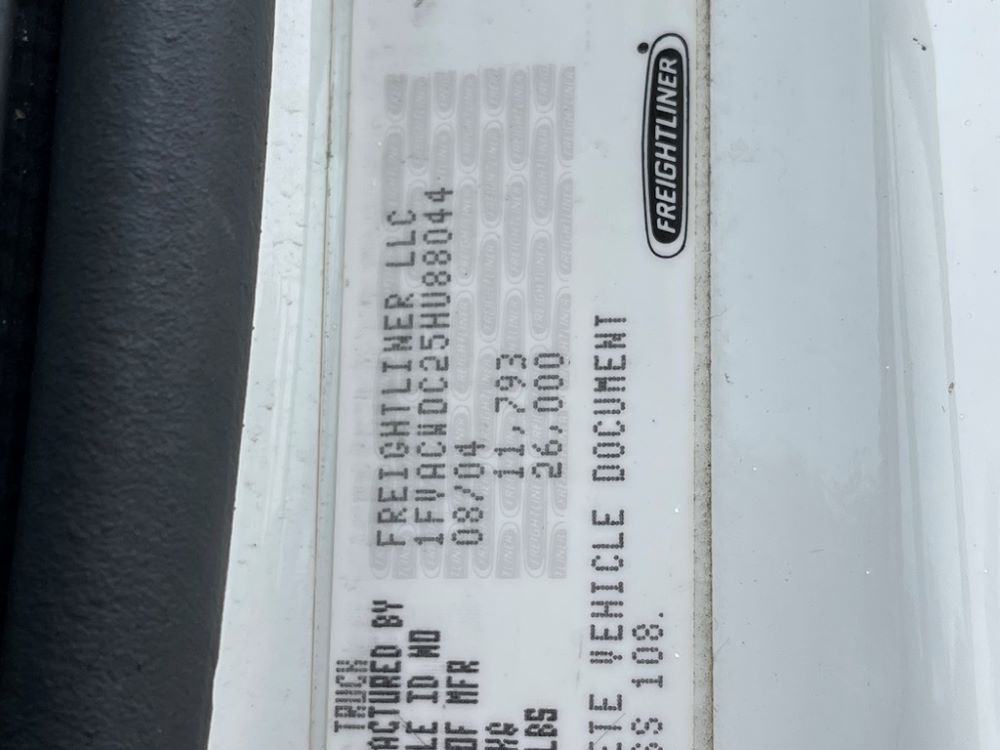 TRUCK
ACTURED BY FREIGHTLINER LLC
LE ID NO 1FVACWDC25HU88044
OF MFR 08/04
KG 11,793
LBS 26,000
ETE VEHICLE DOCUMENT
SS 108.
FREIGHTLINER